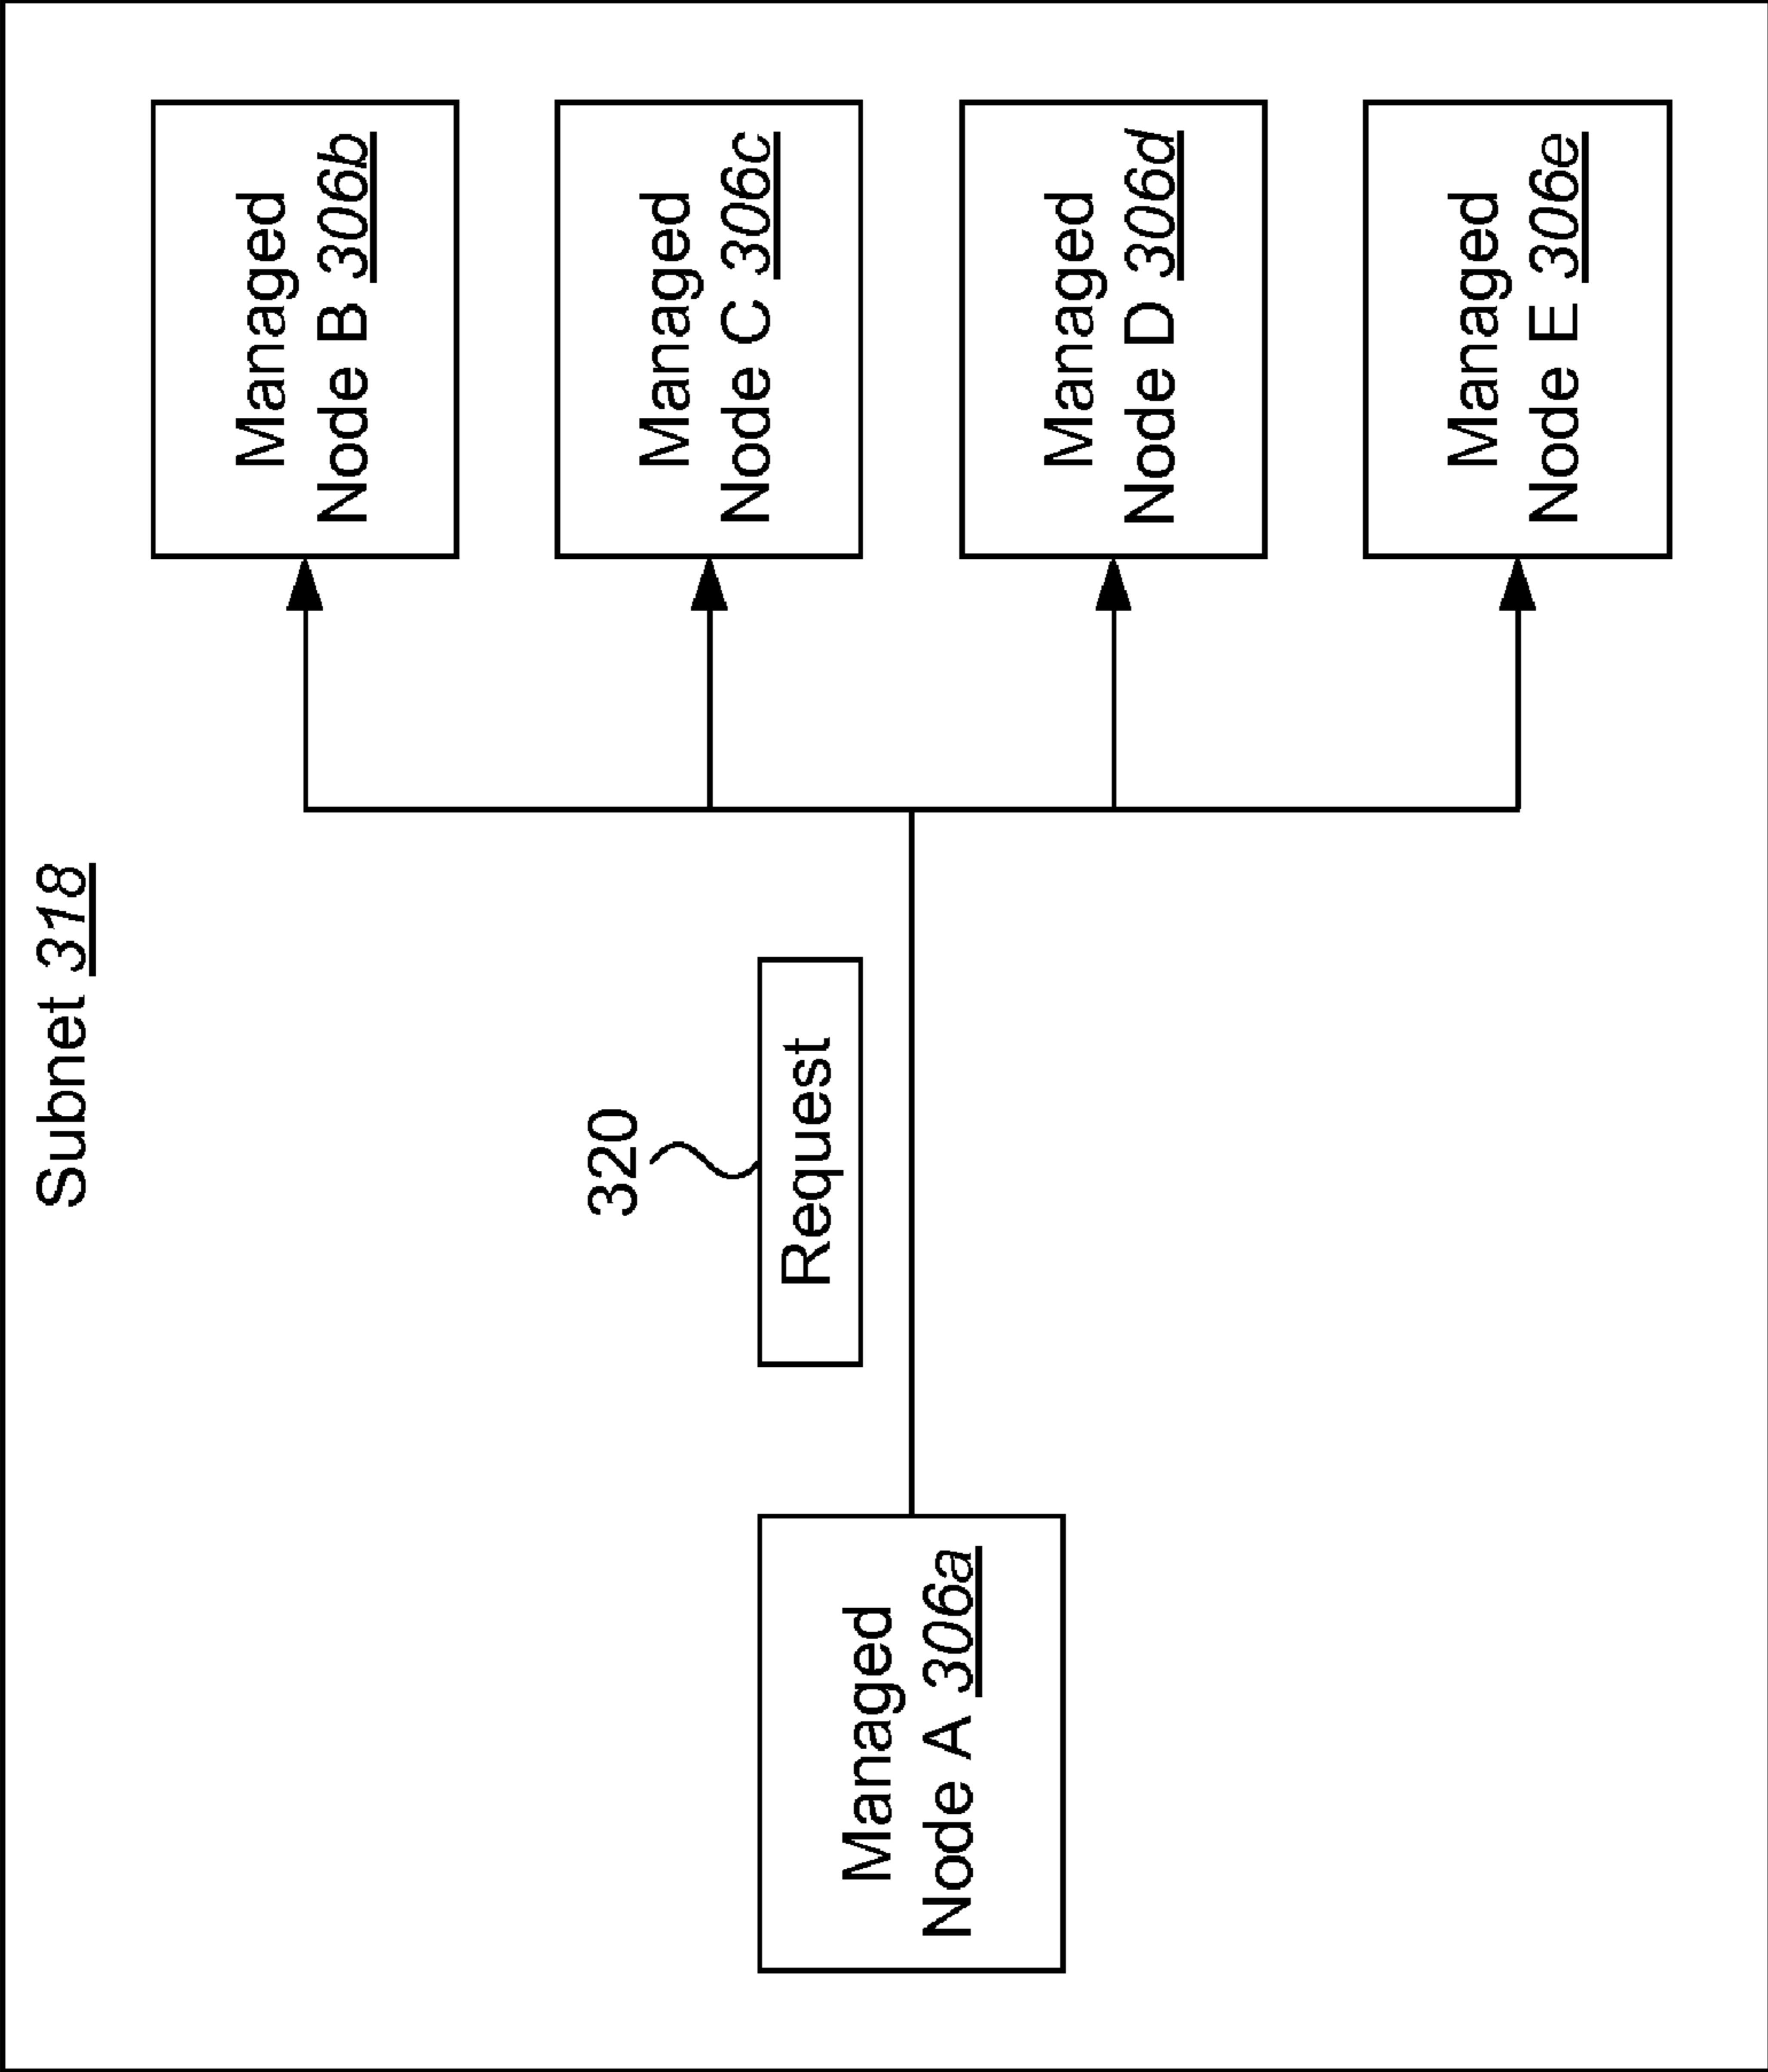 Subnet 318
Managed
Node B 306b
320
Request
Managed
Node C 306c
Managed
Node A 306a
Managed
Node D 306d
Managed
Node E 306e